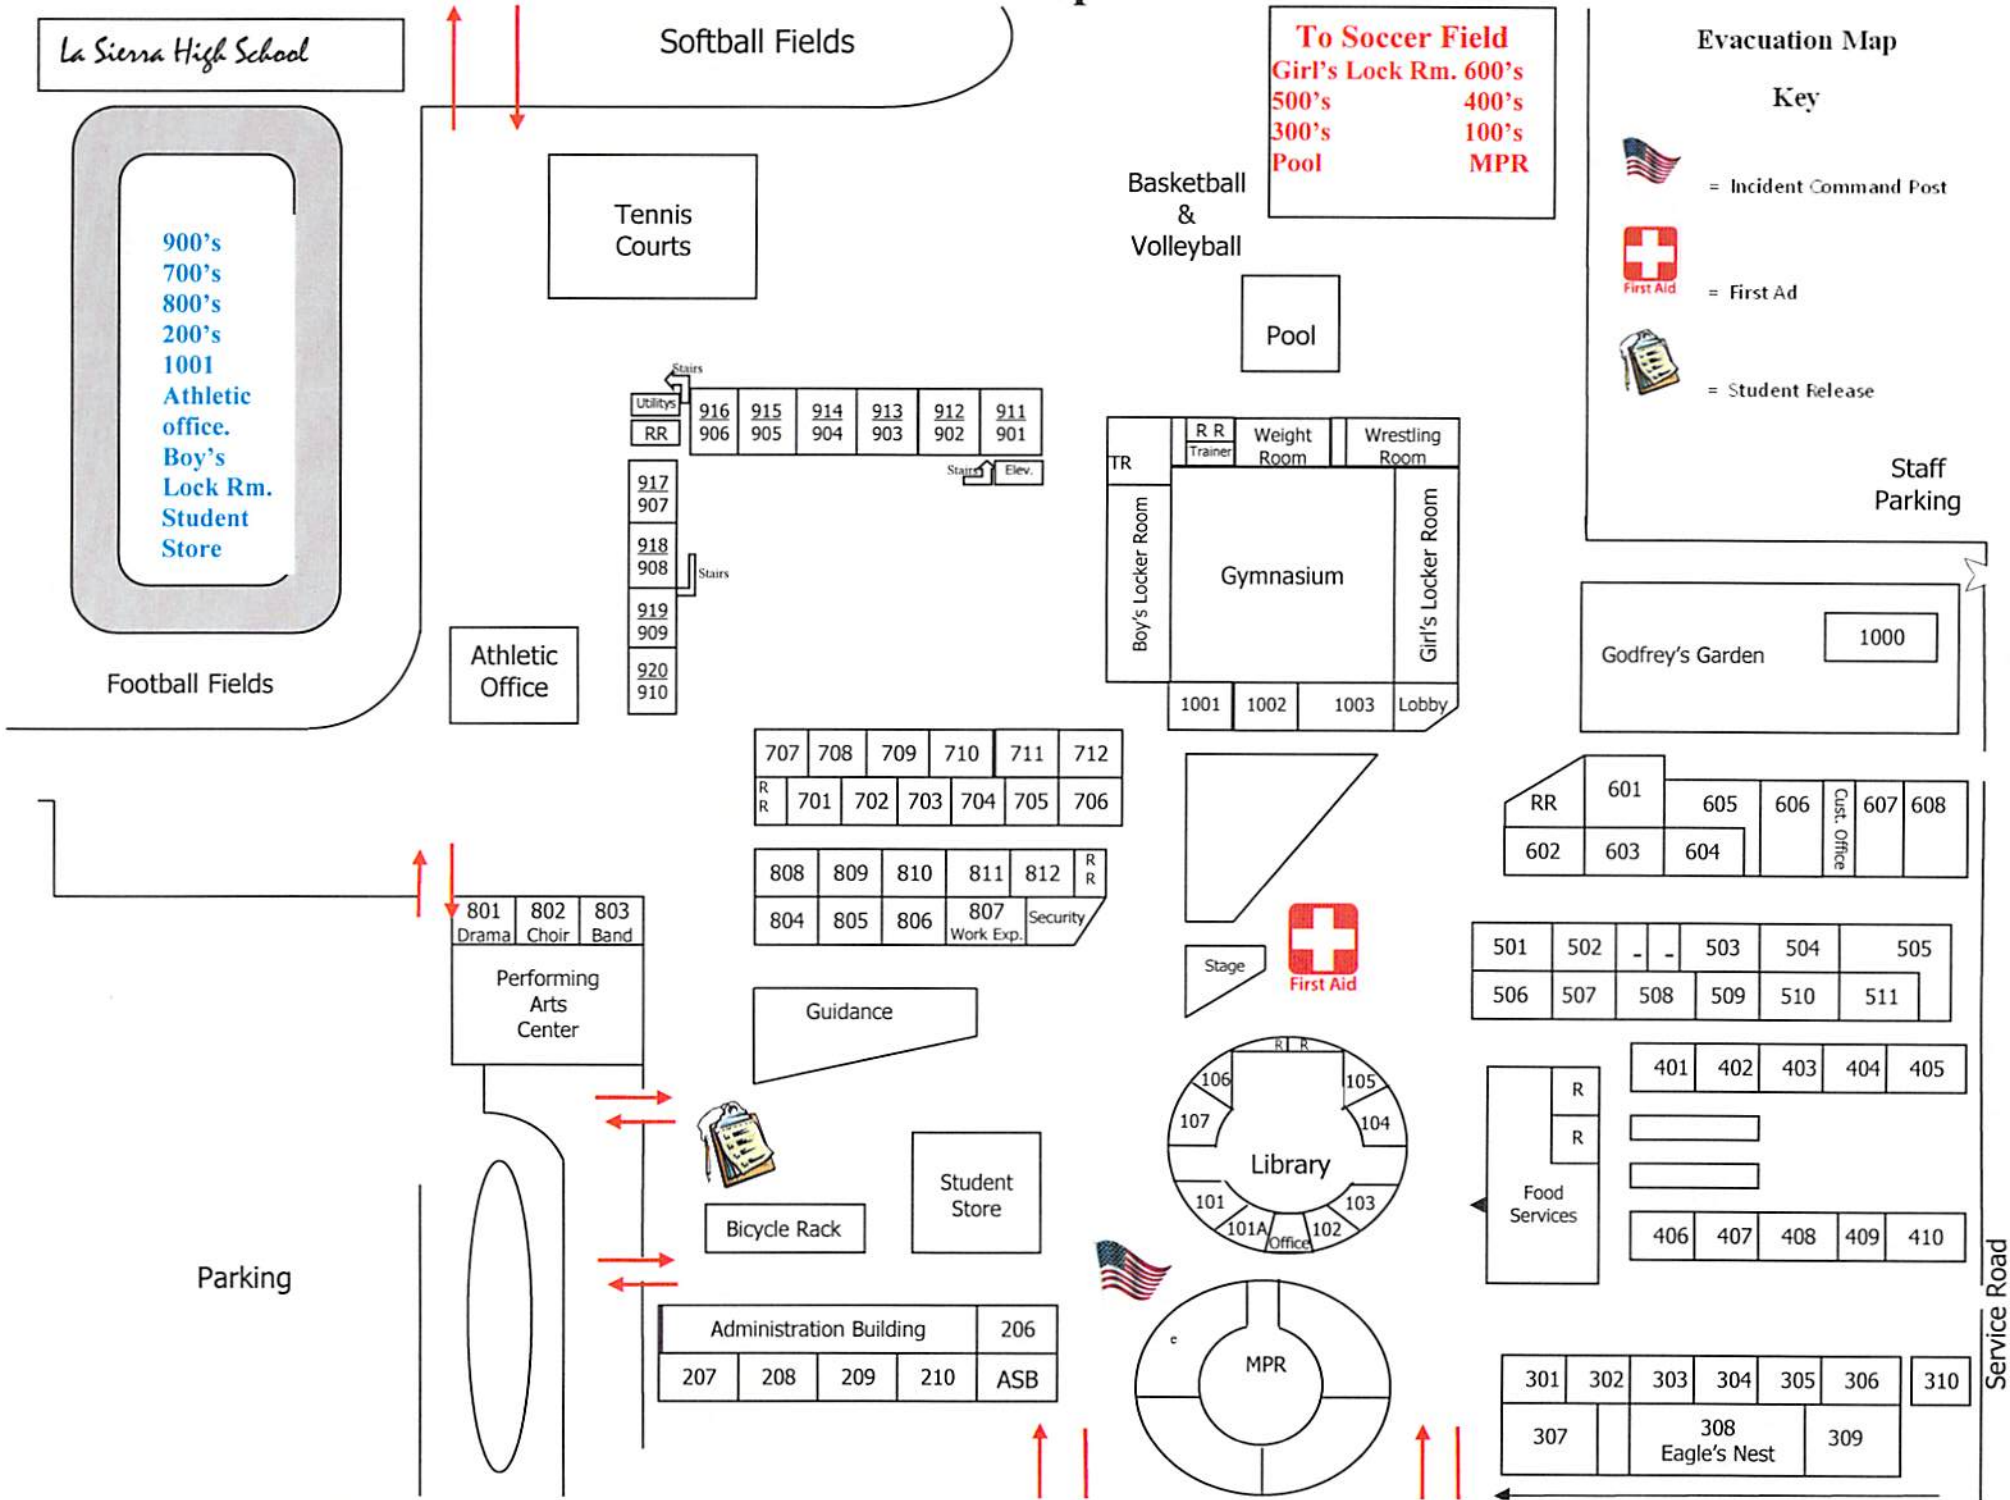 La Sierra High School
Softball Fields
To Soccer Field
Girl's Lock Rm. 600's
500's 400's
300's 100's
Pool MPR
Evacuation Map
Key
= Incident Command Post
First Aid
= First Ad
= Student Release
Staff
Parking
900's
700's
800's
200's
1001
Athletic
office.
Boy's
Lock Rm.
Student
Store
Football Fields
Tennis
Courts
Basketball
&
Volleyball
Pool
Stairs
Utilitys
RR
916 915 914 913 912 911
906 905 904 903 902 901
Stairs
Elev.
917
907
918
908
Stairs
919
909
920
910
Athletic
Office
TR
R R
Trainer
Weight
Room
Wrestling
Room
Boy's Locker Room
Gymnasium
Girl's Locker Room
1001 1002 1003 Lobby
Godfrey's Garden
1000
707 708 709 710 711 712
R
R
701 702 703 704 705 706
808 809 810 811 812
R
R
804 805 806 807
Work Exp.
Security
RR 601 605 606 Cust. Office 607 608
602 603 604
801 802 803
Drama Choir Band
Performing
Arts
Center
Guidance
Stage
First Aid
501 502 - - 503 504 505
506 507 508 509 510 511
401 402 403 404 405
R
R
Food
Services
406 407 408 409 410
R R
106 105
107 104
Library
101 103
101A Office 102
Student
Store
Bicycle Rack
Parking
Administration Building 206
207 208 209 210 ASB
e
MPR
301 302 303 304 305 306 310
307 308 309
Eagle's Nest
Service Road